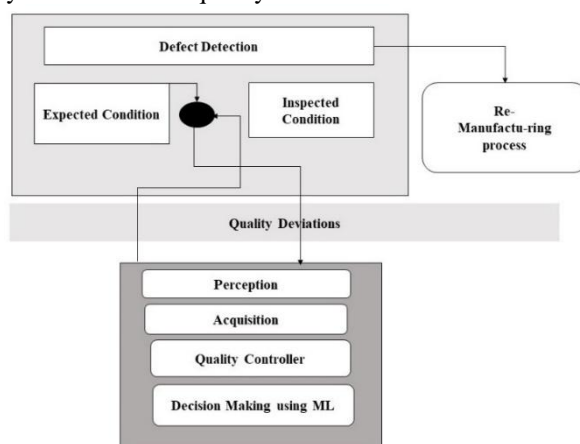 Defect Detection
Expected Condition
Inspected
Condition
Re-
Manufactu-ring
process
Quality Deviations
Perception
Acquisition
Quality Controller
Decision Making using ML